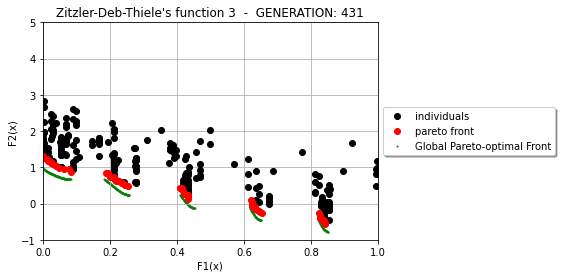 Zitzler-Deb-Thiele's function 3 - GENERATION: 431
5
4
3
2
1
0
−1
F2(x)
0.0 0.2 0.4 0.6 0.8 1.0
F1(x)
individuals
pareto front
Global Pareto-optimal Front